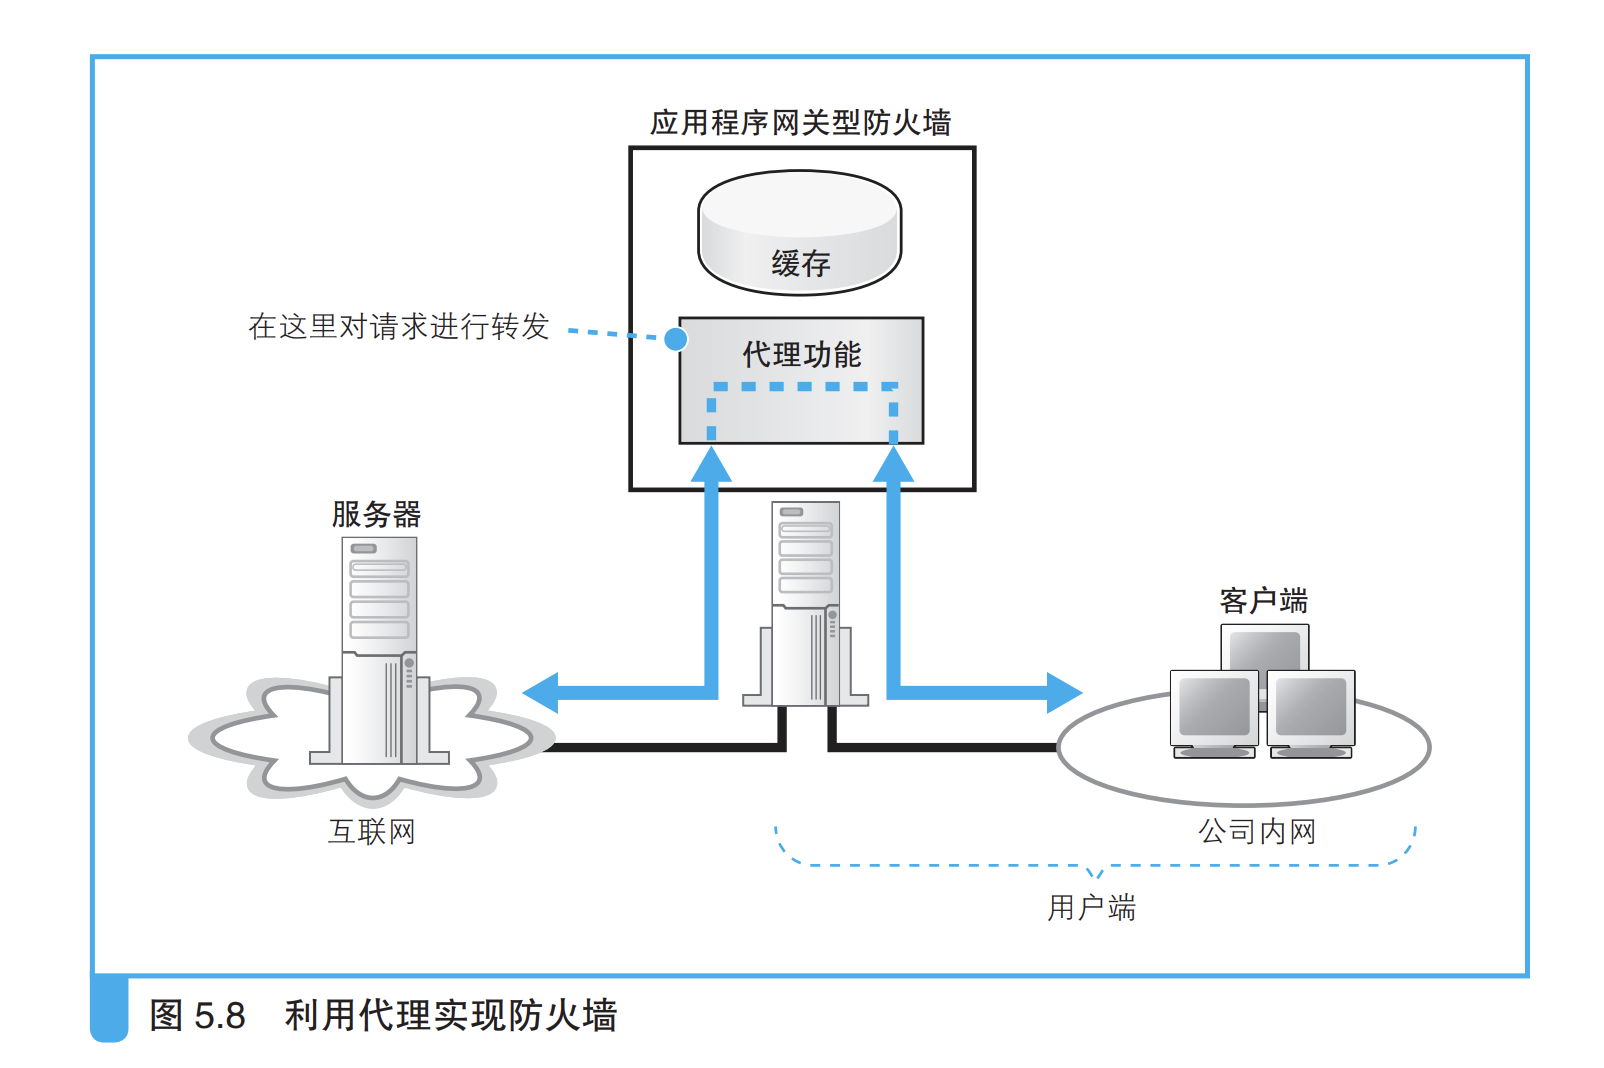 应用程序网关型防火墙
缓存
在这里对请求进行转发
代理功能
服务器
客户端
互联网
公司内网
用户端
图 5.8 利用代理实现防火墙